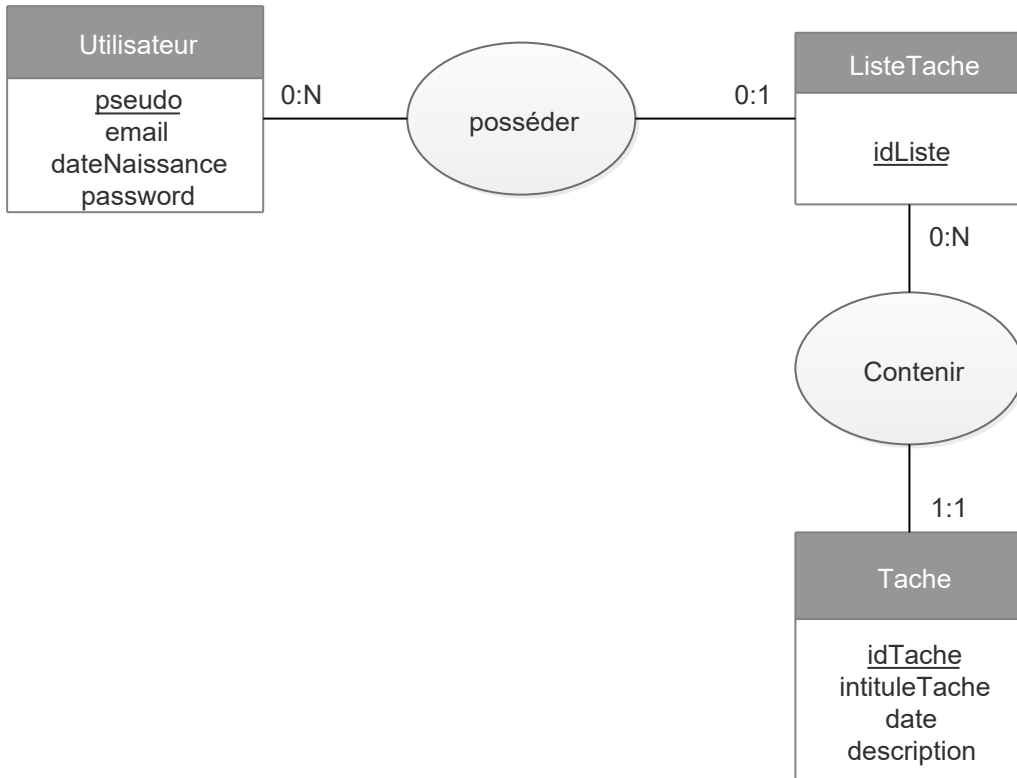 Utilisateur
pseudo
email
dateNaissance
password
0:N
posséder
0:1
ListeTache
idListe
0:N
Contenir
1:1
Tache
idTache
intituleTache
date
description